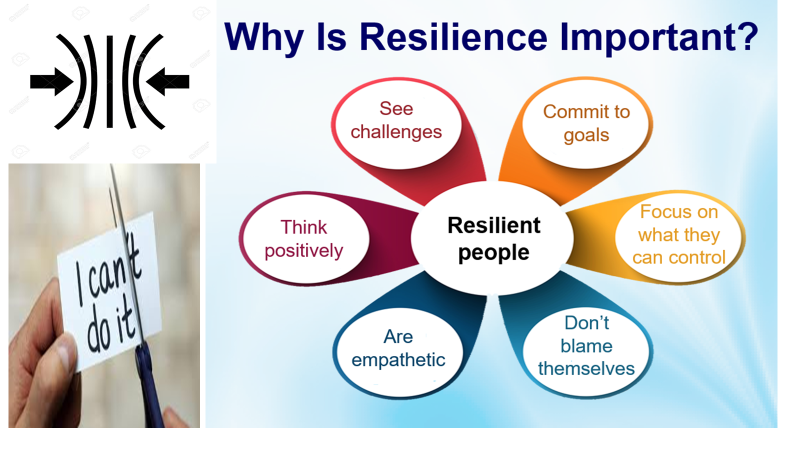 Why Is Resilience Important?
See
challenges
Commit to
goals
Think
positively
Resilient
people
Focus on
what they
can control
Are
empathetic
Don’t
blame
themselves
I can't
do it